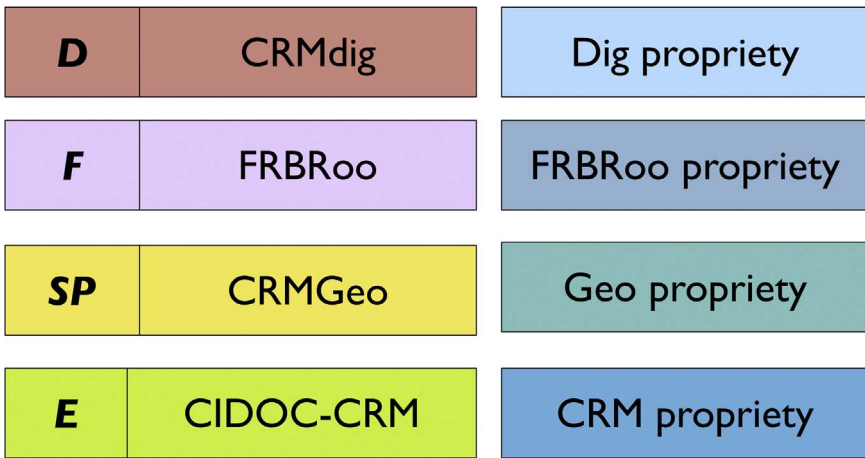 D CRMdig Dig propriety
F FRBRoo FRBRoo propriety
SP CRMGeo Geo propriety
E CIDOC-CRM CRM propriety